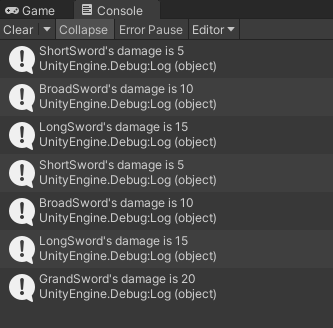 Game
Console
Clear
Collapse
Error Pause
Editor
ShortSword's damage is 5
UnityEngine.Debug:Log (object)
BroadSword's damage is 10
UnityEngine.Debug:Log (object)
LongSword's damage is 15
UnityEngine.Debug:Log (object)
ShortSword's damage is 5
UnityEngine.Debug:Log (object)
BroadSword's damage is 10
UnityEngine.Debug:Log (object)
LongSword's damage is 15
UnityEngine.Debug:Log (object)
GrandSword's damage is 20
UnityEngine.Debug:Log (object)